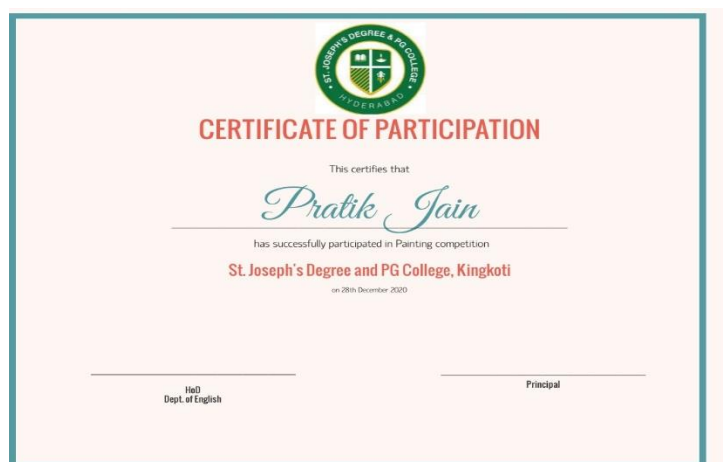 ST. JOSEPH'S DEGREE & PG COLLEGE
HYDERABAD
CERTIFICATE OF PARTICIPATION
This certifies that
Pratik Jain
has successfully participated in Painting competition
St. Joseph's Degree and PG College, Kingkoti
on 28th December 2020
HoD
Dept. of English
Principal